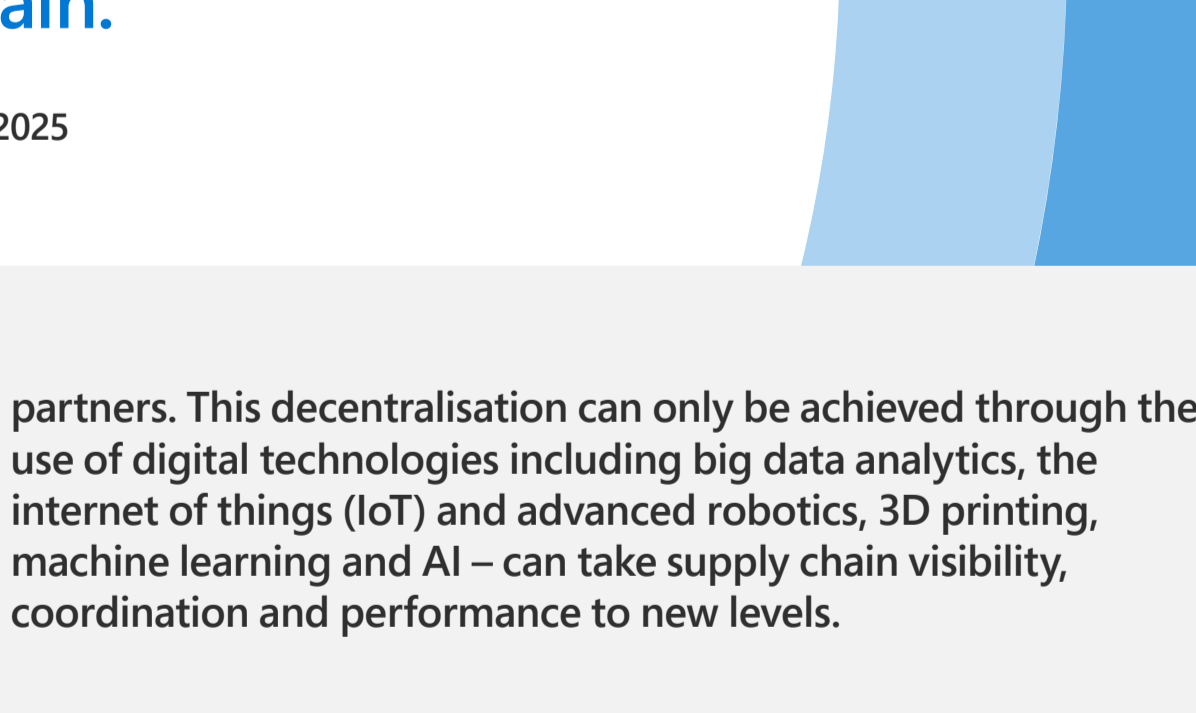 ain.
2025
partners. This decentralisation can only be achieved through the
use of digital technologies including big data analytics, the
internet of things (IoT) and advanced robotics, 3D printing,
machine learning and AI – can take supply chain visibility,
coordination and performance to new levels.